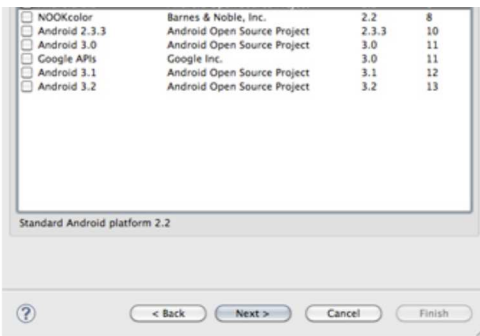 NOOKcolor Barnes & Noble, Inc. 2.2 8
Android 2.3.3 Android Open Source Project 2.3.3 10
Android 3.0 Android Open Source Project 3.0 11
Google APIs Google Inc. 3.0 11
Android 3.1 Android Open Source Project 3.1 12
Android 3.2 Android Open Source Project 3.2 13
Standard Android platform 2.2
? < Back Next > Cancel Finish